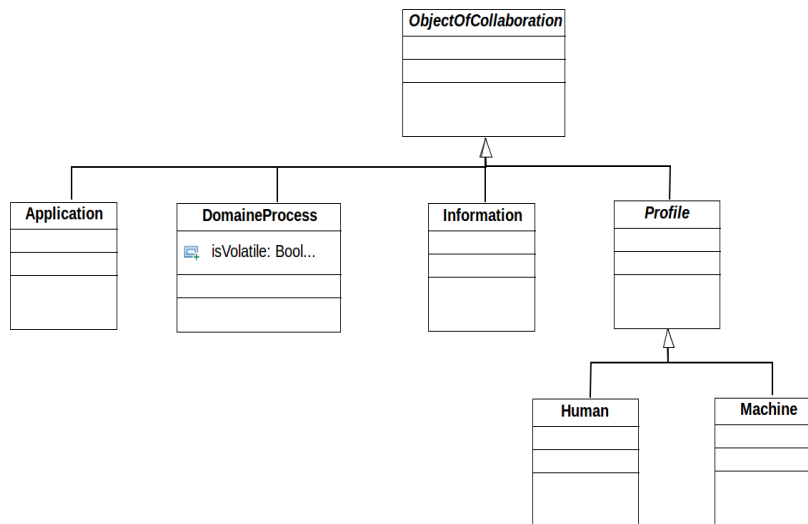 ObjectOfCollaboration
Application
DomaineProcess
Information
Profile
isVolatile: Bool...
Human
Machine